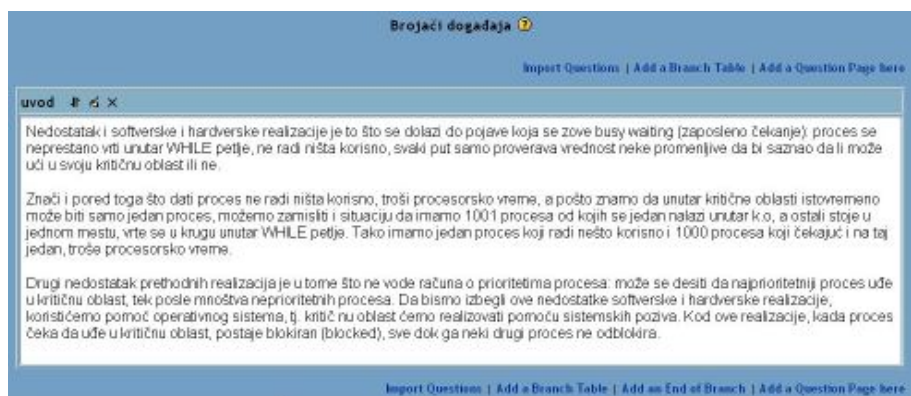 Brojači događaja
Import Questions | Add a Branch Table | Add a Question Page here
uvod
Nedostatak i softverske i hardverske realizacije je to što se dolazi do pojave koja se zove busy waiting (zaposleno čekanje): proces se
neprestano vrti unutar WHILE petlje, ne radi ništa korisno, svaki put samo proverava vrednost neke promenljive da bi saznao da li može
ući u svoju kritičnu oblast ili ne.
Znači i pored toga što dati proces ne radi ništa korisno, troši procesorsko vreme, a pošto znamo da unutar kritične oblasti istovremeno
može biti samo jedan proces, možemo zamisliti i situaciju da imamo 1001 procesa od kojih se jedan nalazi unutar k.o, a ostali stoje u
jednom mestu, vrte se u krugu unutar WHILE petlje. Tako imamo jedan proces koji radi nešto korisno i 1000 procesa koji čekajuć i na taj
jedan, troše procesorsko vreme.
Drugi nedostatak prethodnih realizacija je u tome što ne vode računa o prioritetima procesa: može se desiti da najprioritetniji proces uđe
u kritičnu oblast, tek posle mnoštva neprioritetnih procesa. Da bismo izbegli ove nedostatke softverske i hardverske realizacije,
koristićemo pomoć operativnog sistema, tj. kritič nu oblast ćemo realizovati pomoću sistemskih poziva. Kod ove realizacije, kada proces
čeka da uđe u kritičnu oblast, postaje blokiran (blocked), sve dok ga neki drugi proces ne odblokira.
Import Questions | Add a Branch Table | Add an End of Branch | Add a Question Page here